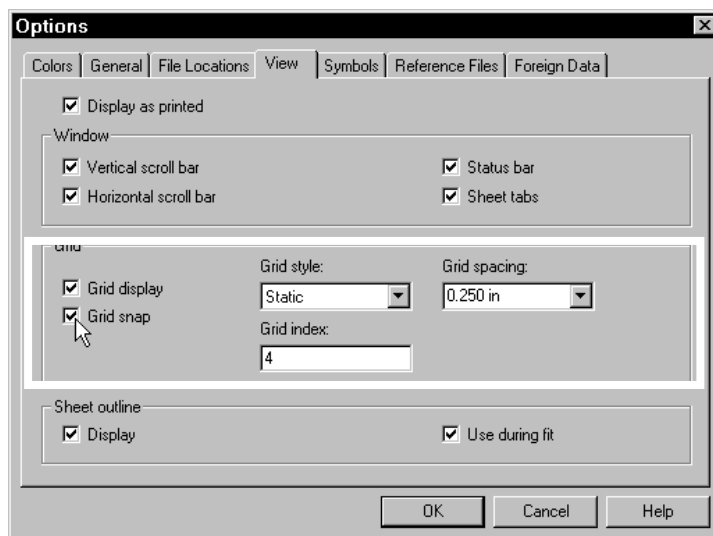 Options
Colors General File Locations View Symbols Reference Files Foreign Data
Display as printed
Window
Vertical scroll bar Status bar
Horizontal scroll bar Sheet tabs
Grid
Grid style: Grid spacing:
Grid display
Static 0.250 in
Grid snap
Grid index:
4
Sheet outline
Display Use during fit
OK Cancel Help